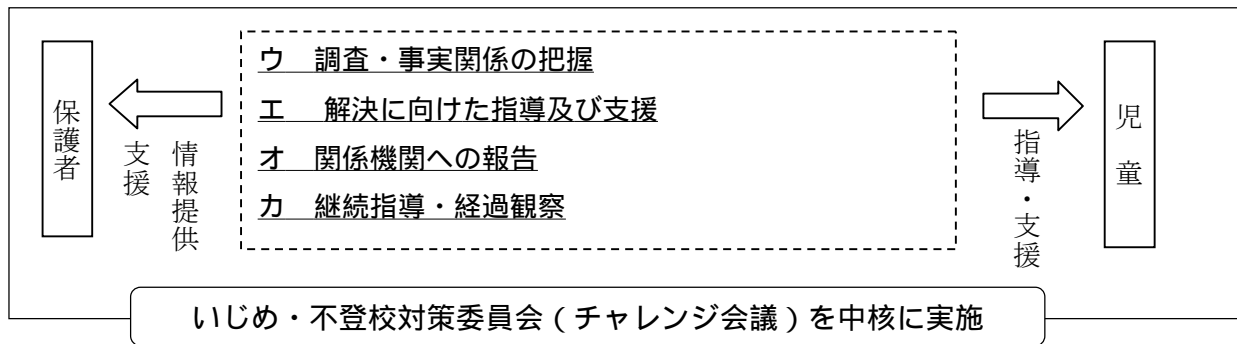 保護者
支援
情報提供
ウ 調査・事実関係の把握
エ 解決に向けた指導及び支援
オ 関係機関への報告
カ 継続指導・経過観察
指導・支援
児童
いじめ・不登校対策委員会（チャレンジ会議）を中核に実施